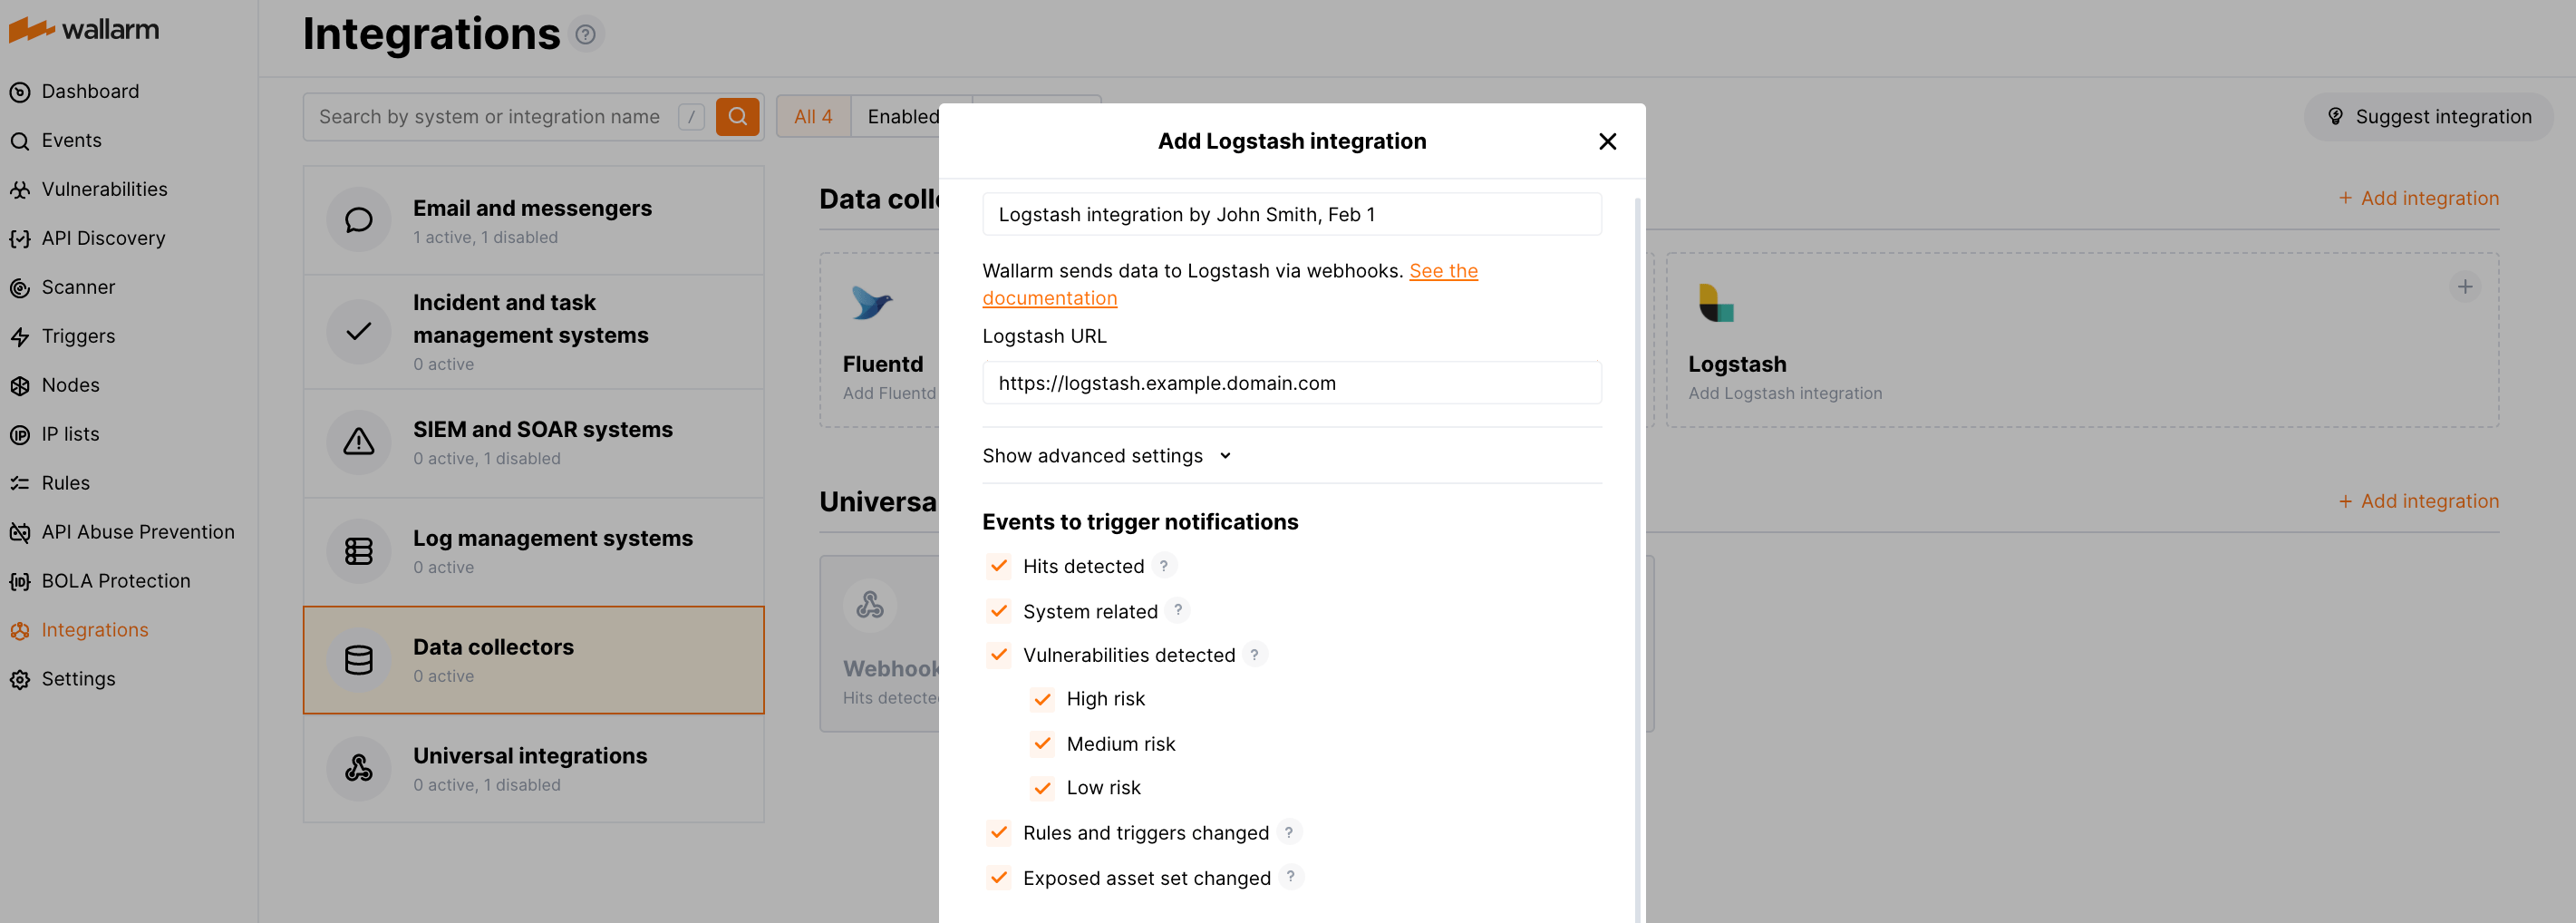 wallarm
Dashboard
Events
Vulnerabilities
API Discovery
Scanner
Triggers
Nodes
IP lists
Rules
API Abuse Prevention
BOLA Protection
Integrations
Settings
Integrations ?
Search by system or integration name /
All 4 Enabled
Suggest integration
Email and messengers
1 active, 1 disabled
Incident and task
management systems
0 active
SIEM and SOAR systems
0 active, 1 disabled
Log management systems
0 active
Data collectors
0 active
Universal integrations
0 active, 1 disabled
+ Add integration
Fluentd
Add Fluentd
Logstash
Add Logstash integration
+ Add integration
Webhook
Add Logstash integration
Logstash integration by John Smith, Feb 1
Wallarm sends data to Logstash via webhooks. See the
documentation
Logstash URL
https://logstash.example.domain.com
Show advanced settings
Events to trigger notifications
Hits detected ?
System related ?
Vulnerabilities detected ?
High risk
Medium risk
Low risk
Rules and triggers changed ?
Exposed asset set changed ?